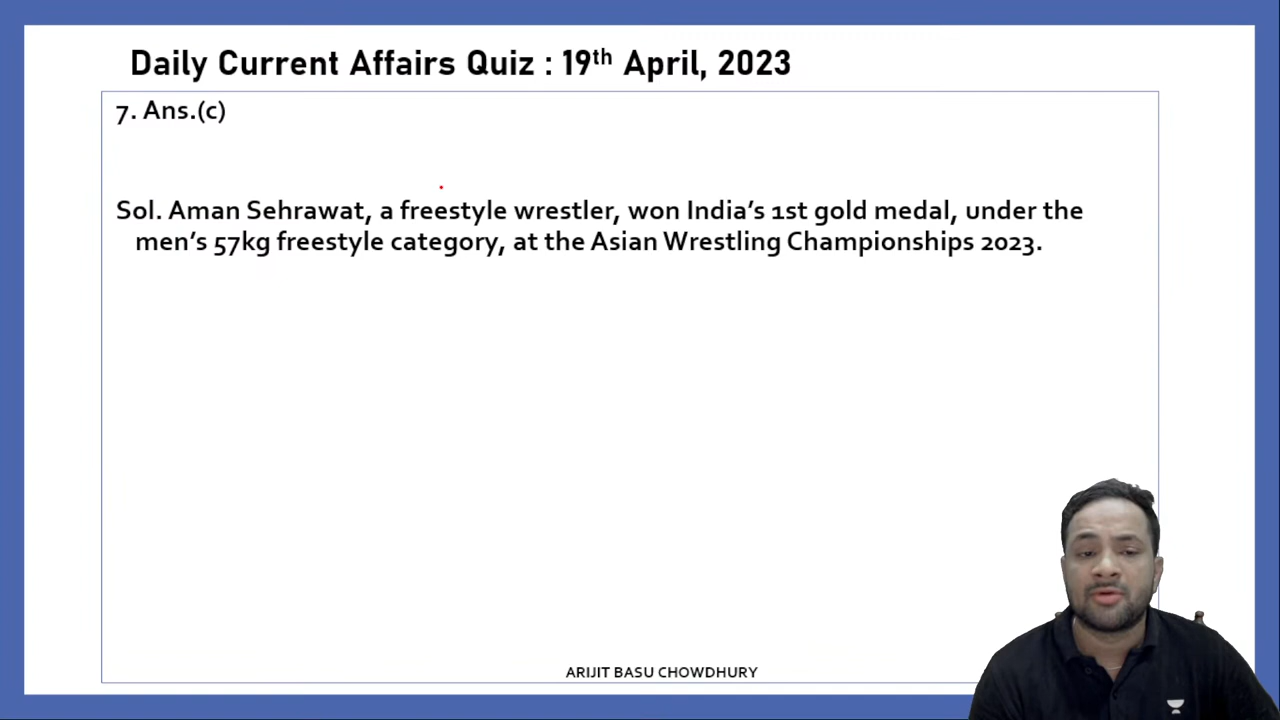 Daily Current Affairs Quiz : 19th April, 2023
7. Ans.(c)
Sol. Aman Sehrawat, a freestyle wrestler, won India’s 1st gold medal, under the
men’s 57kg freestyle category, at the Asian Wrestling Championships 2023.
ARIJIT BASU CHOWDHURY